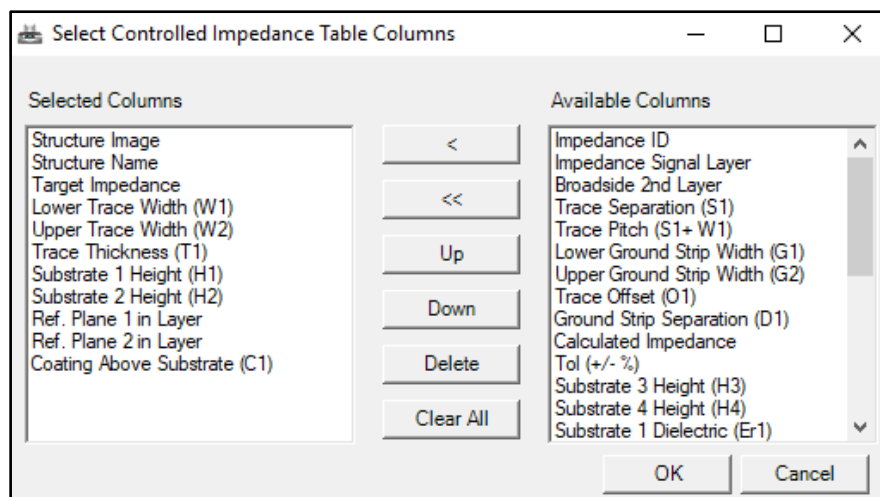 Select Controlled Impedance Table Columns
Selected Columns
Structure Image
Structure Name
Target Impedance
Lower Trace Width (W1)
Upper Trace Width (W2)
Trace Thickness (T1)
Substrate 1 Height (H1)
Substrate 2 Height (H2)
Ref. Plane 1 in Layer
Ref. Plane 2 in Layer
Coating Above Substrate (C1)
<
<<
Up
Down
Delete
Clear All
Available Columns
Impedance ID
Impedance Signal Layer
Broadside 2nd Layer
Trace Separation (S1)
Trace Pitch (S1+ W1)
Lower Ground Strip Width (G1)
Upper Ground Strip Width (G2)
Trace Offset (O1)
Ground Strip Separation (D1)
Calculated Impedance
Tol (+/- %)
Substrate 3 Height (H3)
Substrate 4 Height (H4)
Substrate 1 Dielectric (Er1)
OK
Cancel